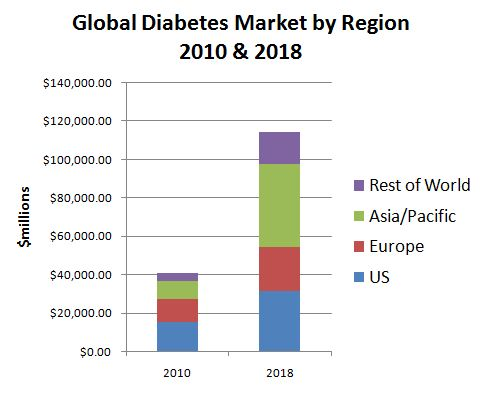 Global Diabetes Market by Region
2010 & 2018
$140,000.00
$120,000.00
$100,000.00
$80,000.00
$60,000.00
$40,000.00
$20,000.00
$0.00
$millions
2010
2018
Rest of World
Asia/Pacific
Europe
US